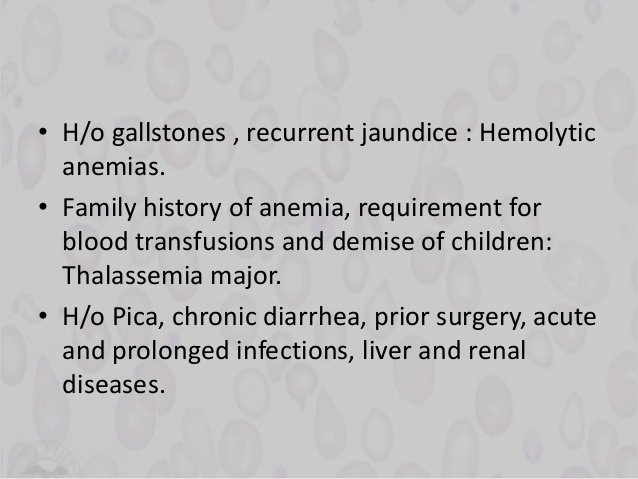 • H/o gallstones , recurrent jaundice : Hemolytic
anemias.
• Family history of anemia, requirement for
blood transfusions and demise of children:
Thalassemia major.
• H/o Pica, chronic diarrhea, prior surgery, acute
and prolonged infections, liver and renal
diseases.